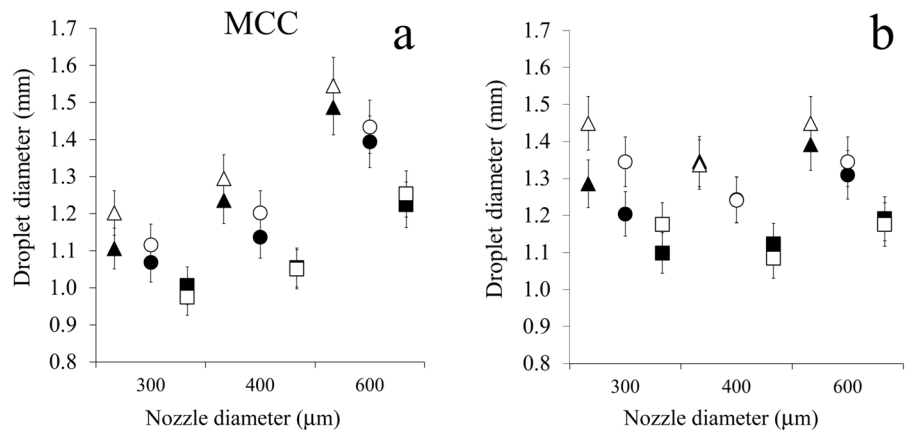 MCC
a
Droplet diameter (mm)
1.7
1.6
1.5
1.4
1.3
1.2
1.1
1.0
0.9
0.8
300 400 600
Nozzle diameter (μm)
b
Droplet diameter (mm)
1.7
1.6
1.5
1.4
1.3
1.2
1.1
1.0
0.9
0.8
300 400 600
Nozzle diameter (μm)